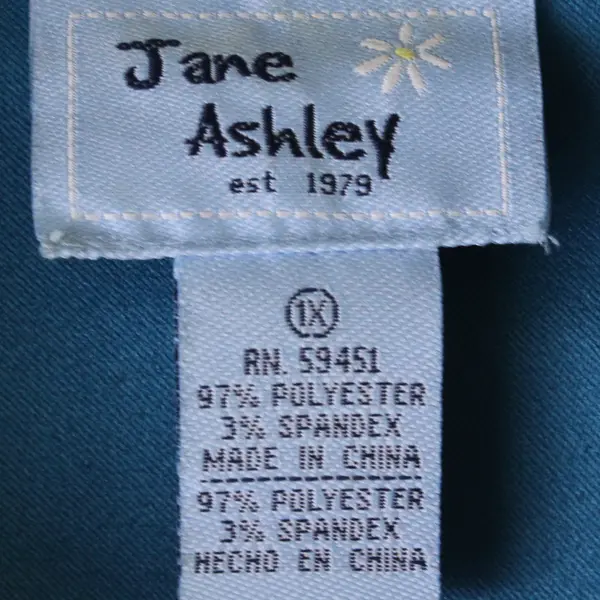 Jane
Ashley
est 1979
1X
RN. 59451
97% POLYESTER
3% SPANDEX
MADE IN CHINA
97% POLYESTER
3% SPANDEX
HECHO EN CHINA